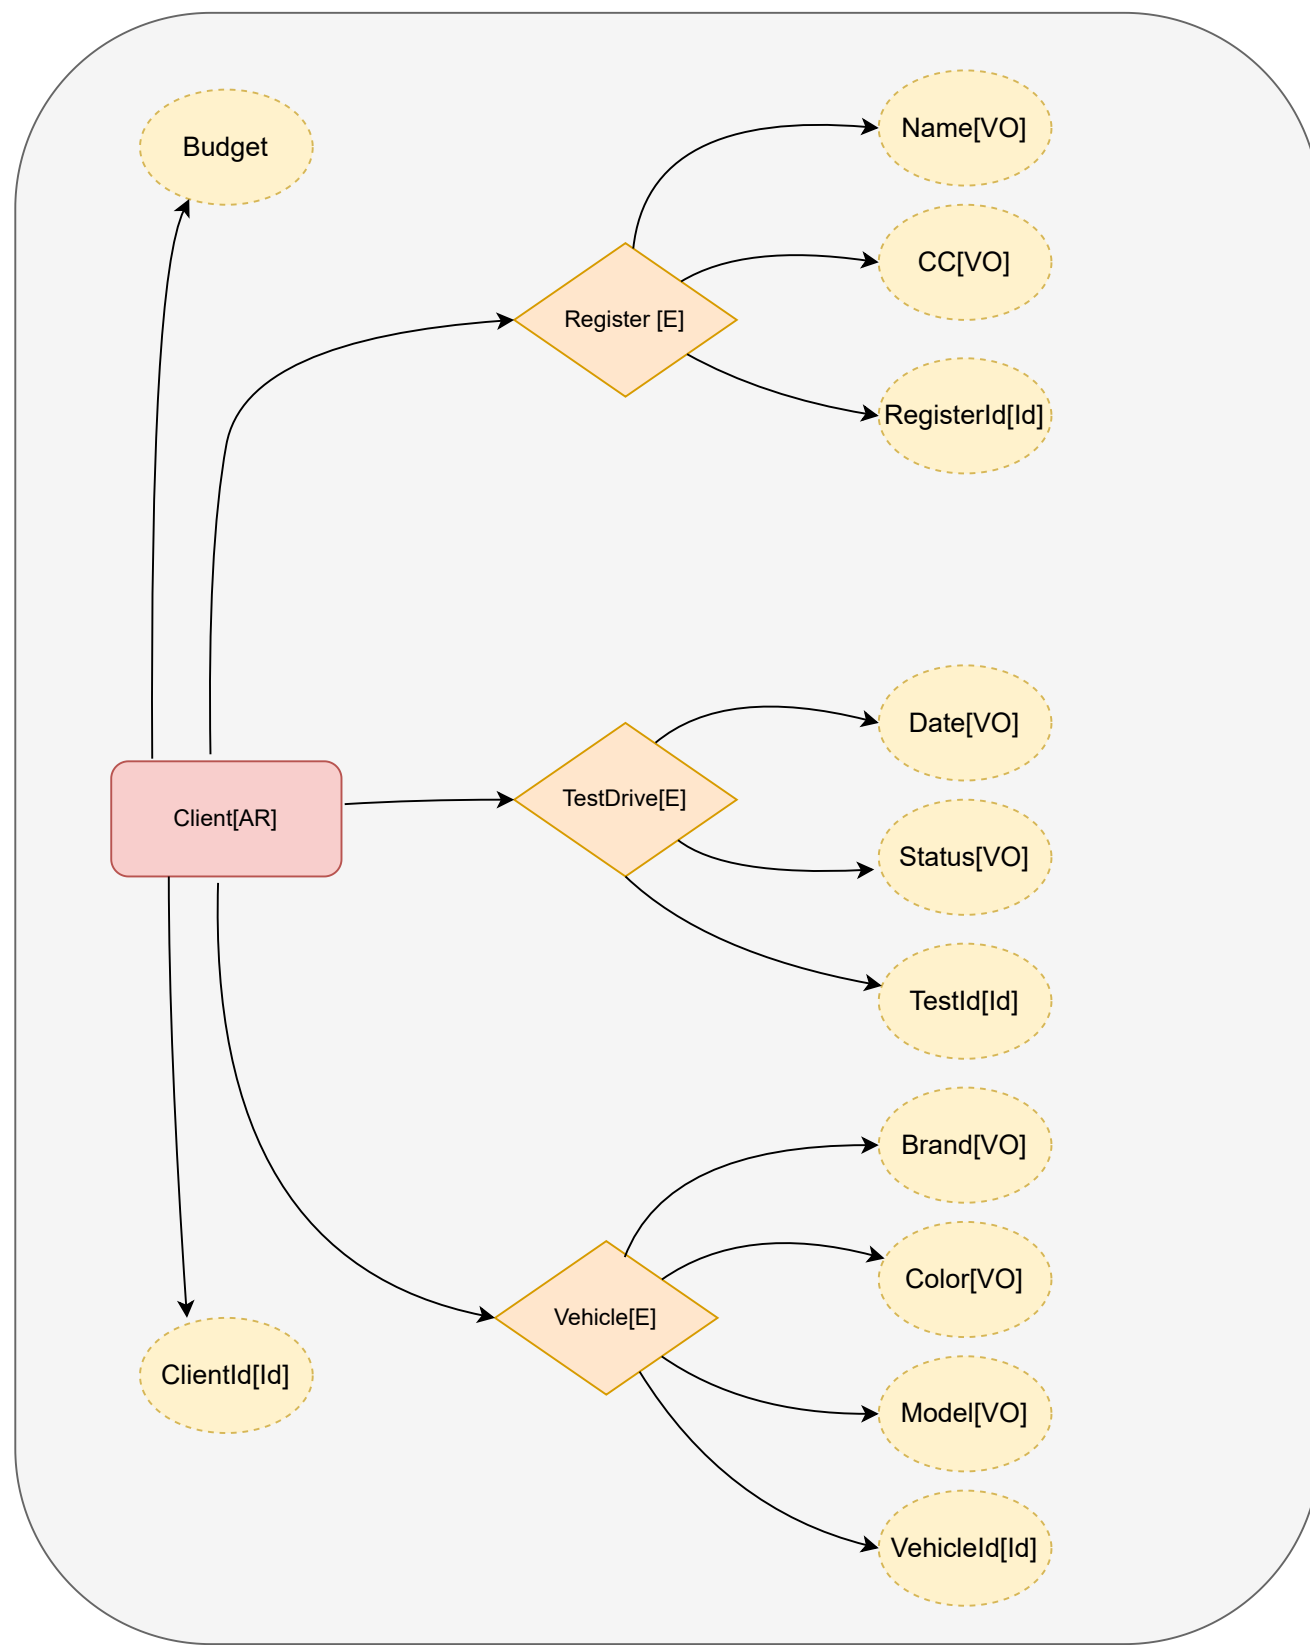 Budget
Name[VO]
CC[VO]
Register [E]
RegisterId[Id]
Date[VO]
TestDrive[E]
Client[AR]
Status[VO]
TestId[Id]
Brand[VO]
Color[VO]
Vehicle[E]
ClientId[Id]
Model[VO]
VehicleId[Id]